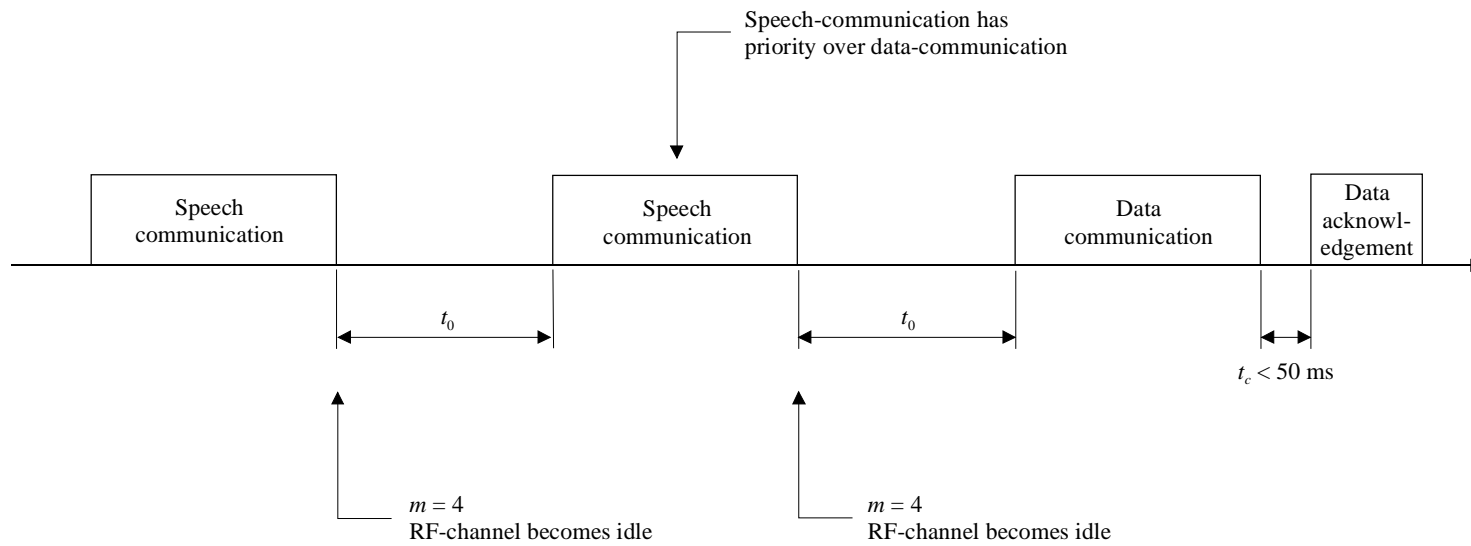 Speech-communication has
priority over data-communication
Speech
communication
Speech
communication
Data
communication
Data
acknowl-
edgement
t0
t0
tc < 50 ms
m = 4
RF-channel becomes idle
m = 4
RF-channel becomes idle